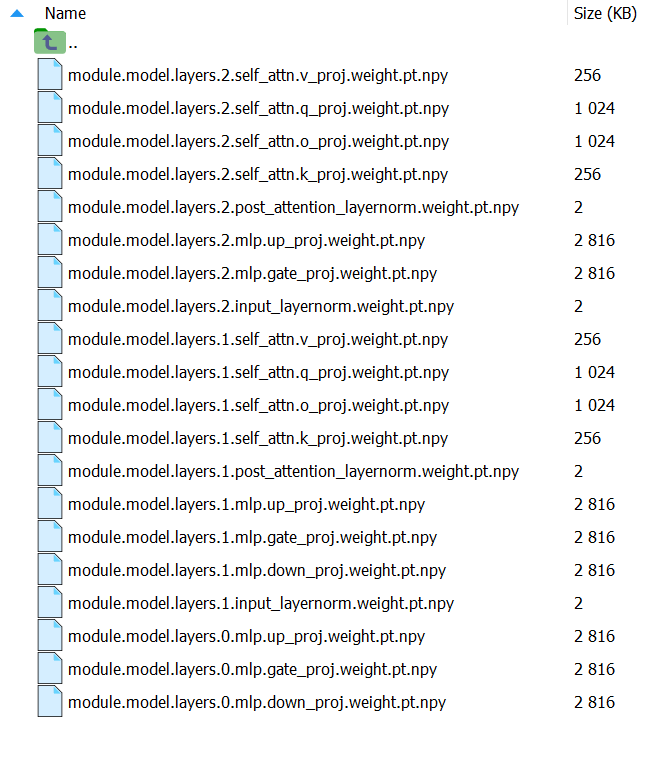 Name Size (KB)
..
module.model.layers.2.self_attn.v_proj.weight.pt.npy 256
module.model.layers.2.self_attn.q_proj.weight.pt.npy 1 024
module.model.layers.2.self_attn.o_proj.weight.pt.npy 1 024
module.model.layers.2.self_attn.k_proj.weight.pt.npy 256
module.model.layers.2.post_attention_layernorm.weight.pt.npy 2
module.model.layers.2.mlp.up_proj.weight.pt.npy 2 816
module.model.layers.2.mlp.gate_proj.weight.pt.npy 2 816
module.model.layers.2.input_layernorm.weight.pt.npy 2
module.model.layers.1.self_attn.v_proj.weight.pt.npy 256
module.model.layers.1.self_attn.q_proj.weight.pt.npy 1 024
module.model.layers.1.self_attn.o_proj.weight.pt.npy 1 024
module.model.layers.1.self_attn.k_proj.weight.pt.npy 256
module.model.layers.1.post_attention_layernorm.weight.pt.npy 2
module.model.layers.1.mlp.up_proj.weight.pt.npy 2 816
module.model.layers.1.mlp.gate_proj.weight.pt.npy 2 816
module.model.layers.1.mlp.down_proj.weight.pt.npy 2 816
module.model.layers.1.input_layernorm.weight.pt.npy 2
module.model.layers.0.mlp.up_proj.weight.pt.npy 2 816
module.model.layers.0.mlp.gate_proj.weight.pt.npy 2 816
module.model.layers.0.mlp.down_proj.weight.pt.npy 2 816